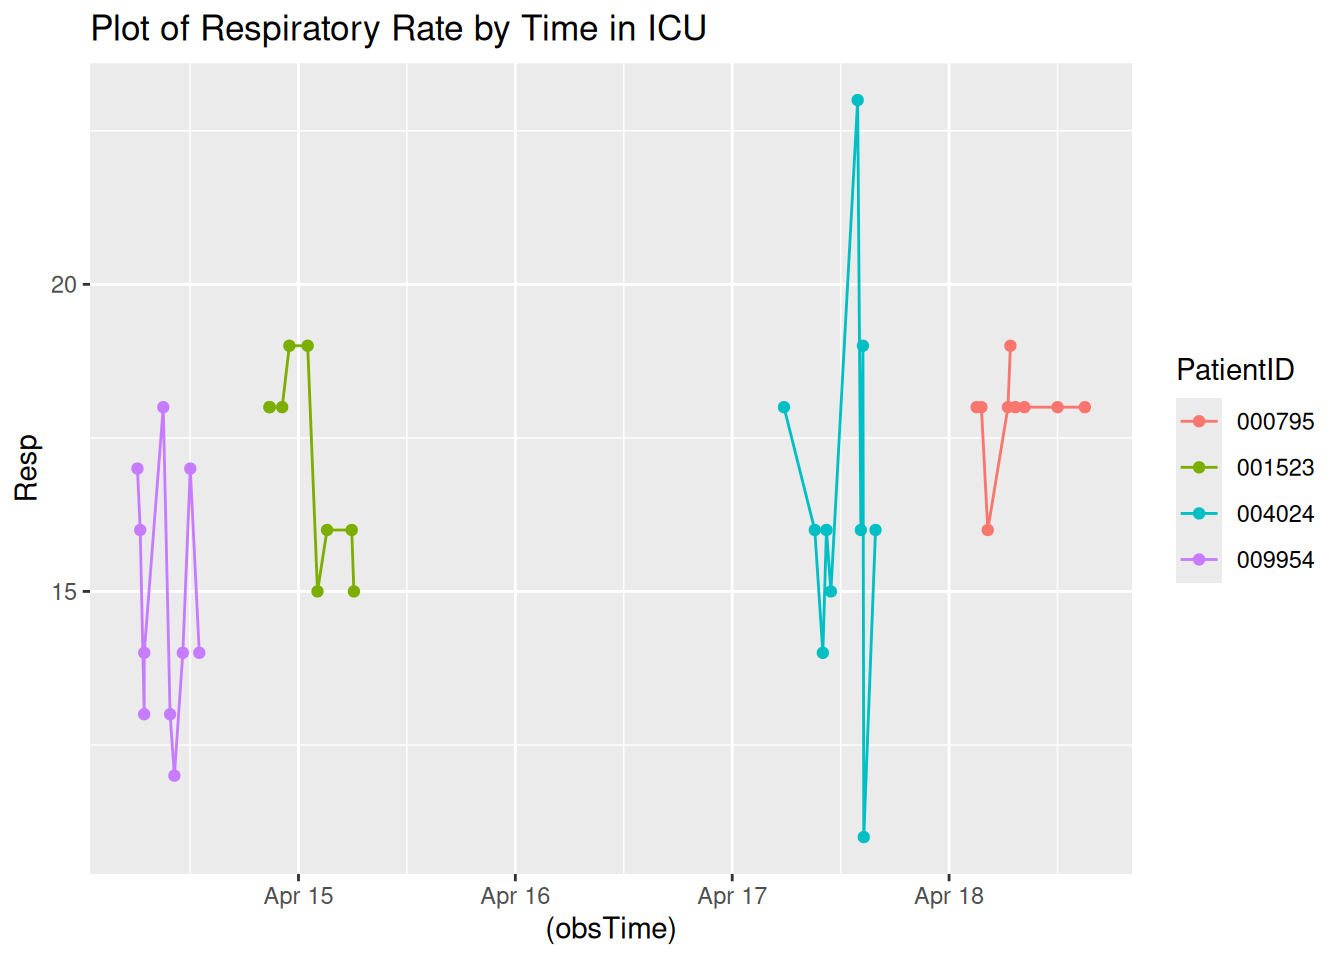 Plot of Respiratory Rate by Time in ICU
Resp
20
15
Apr 15
Apr 16
Apr 17
Apr 18
(obsTime)
PatientID
000795
001523
004024
009954